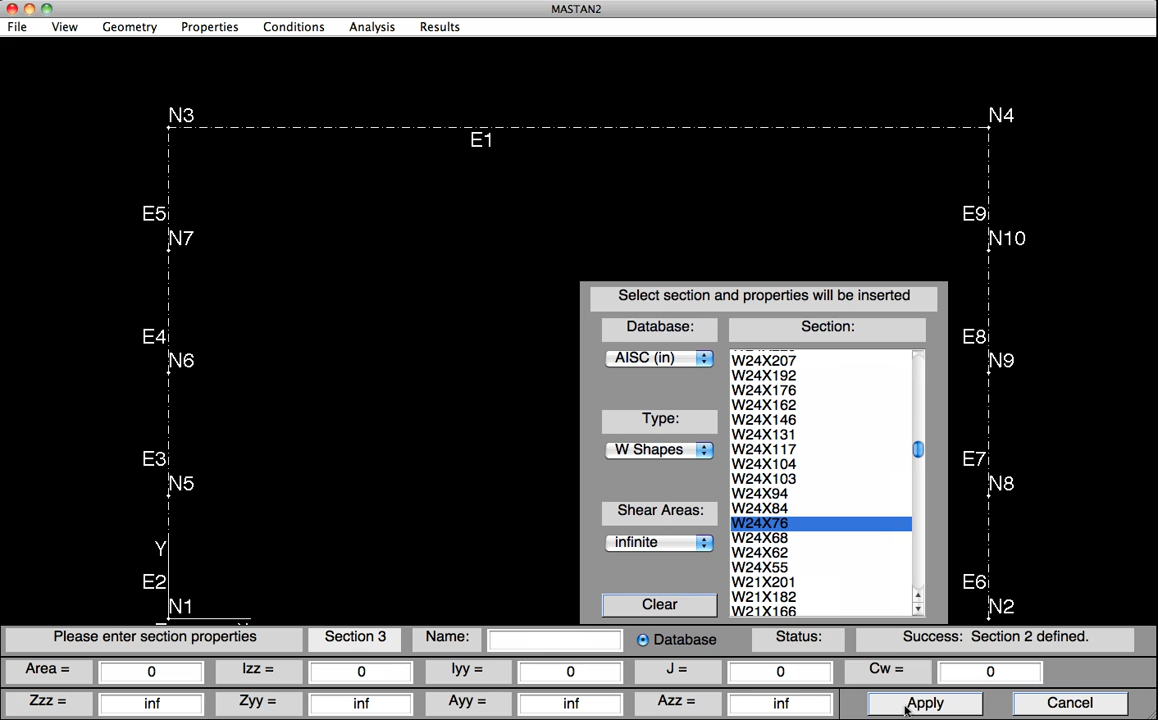 MASTAN2
File View Geometry Properties Conditions Analysis Results
N3
N4
E1
E5
E9
N7
N10
E4
E8
N6
N9
E3
E7
N5
N8
Y
E2
E6
N1
N2
Select section and properties will be inserted
Database:
Section:
AISC (in)
Type:
W Shapes
Shear Areas:
infinite
Clear
W24X207
W24X192
W24X176
W24X162
W24X146
W24X131
W24X117
W24X104
W24X103
W24X94
W24X84
W24X76
W24X68
W24X62
W24X55
W21X201
W21X182
W21X166
Please enter section properties Section 3 Name: Database Status: Success: Section 2 defined.
Area = 0 Izz = 0 Iyy = 0 J = 0 Cw = 0
Zzz = inf Zyy = inf Ayy = inf Azz = inf Apply Cancel